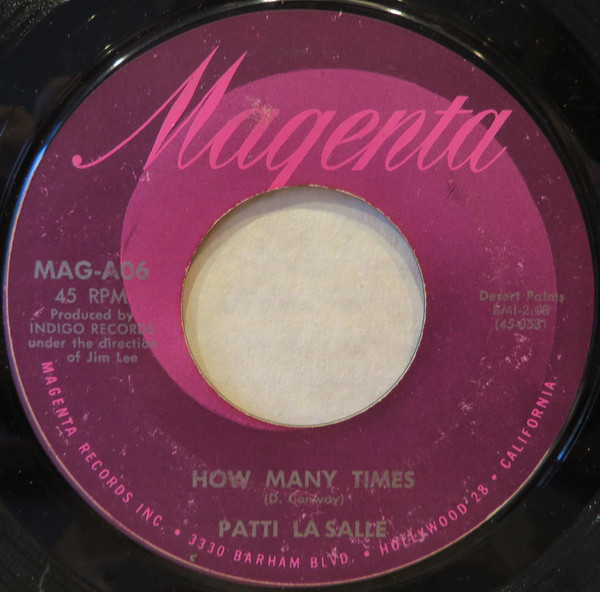 Magenta
MAG-A06
45 RPM
Produced by
INDIGO RECORDS
under the direction
of Jim Lee
Desert Palms
BMI-2:08
(45-053)
HOW MANY TIMES
(D. Conway)
PATTI LA SALLE
MAGENTA RECORDS INC. • 3330 BARHAM BLVD. • HOLLYWOOD 28 • CALIFORNIA